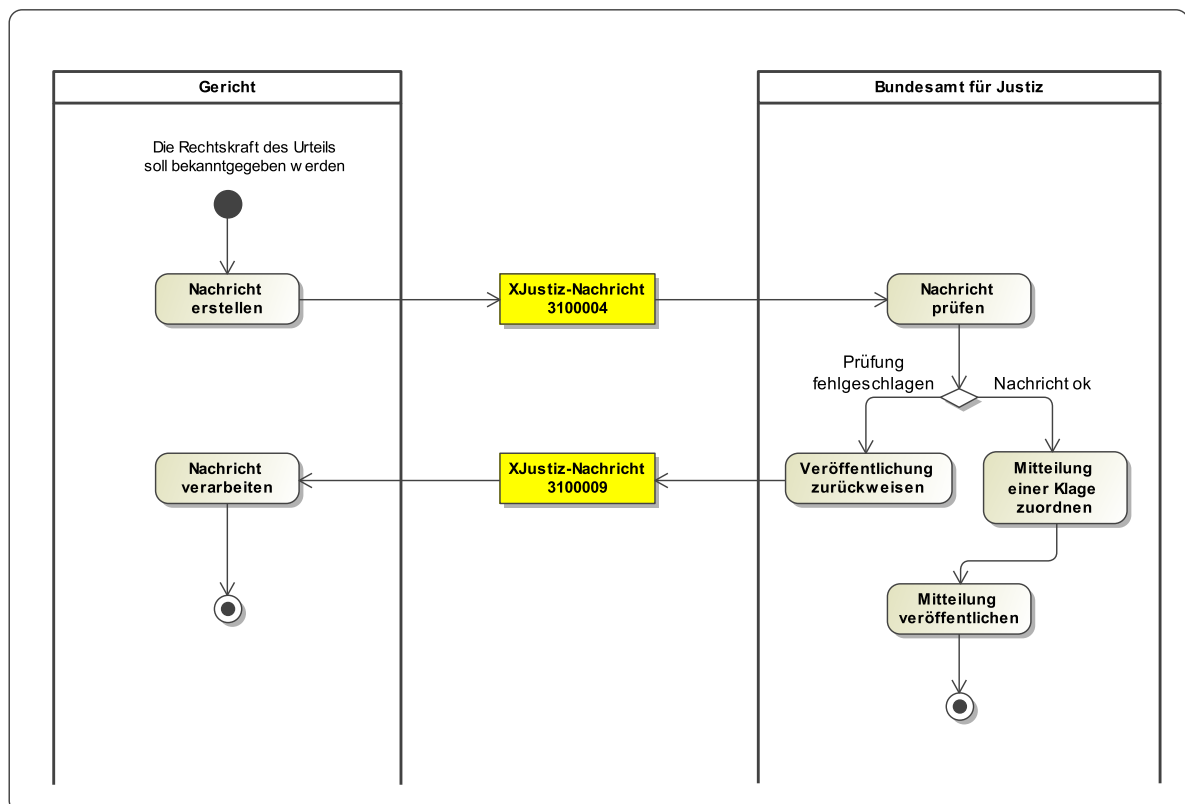 Gericht
Bundesamt für Justiz
Die Rechtskraft des Urteils
soll bekanntgegeben werden
Nachricht
erstellen
XJustiz-Nachricht
3100004
Nachricht
prüfen
Prüfung
fehlgeschlagen
Nachricht ok
Nachricht
verarbeiten
XJustiz-Nachricht
3100009
Veröffentlichung
zurückweisen
Mitteilung
einer Klage
zuordnen
Mitteilung
veröffentlichen